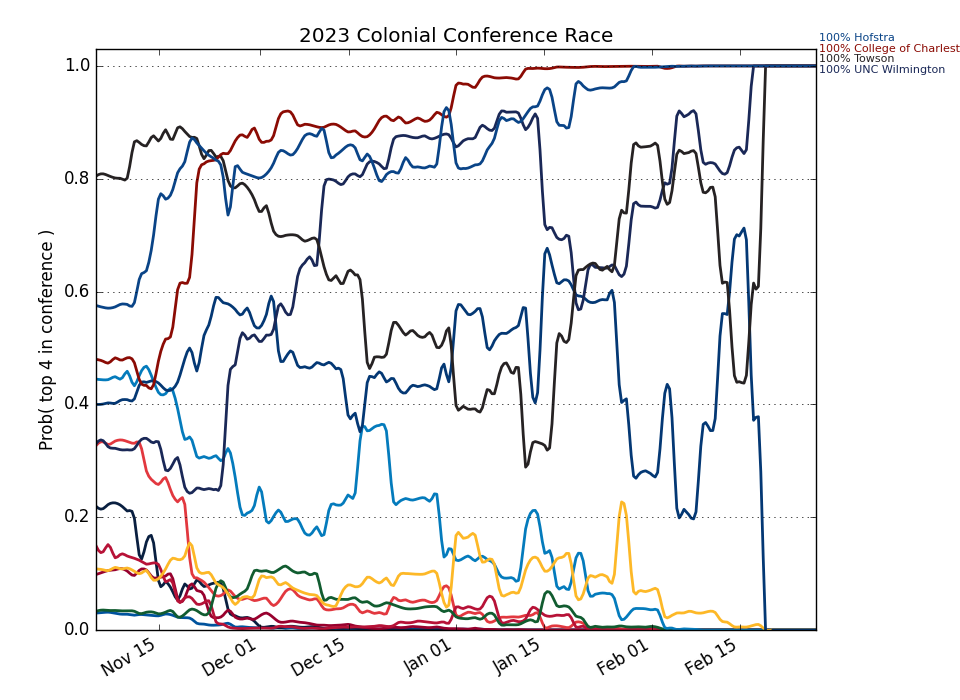 2023 Colonial Conference Race
100% Hofstra
100% College of Charlest
100% Towson
100% UNC Wilmington
Prob( top 4 in conference )
1.0
0.8
0.6
0.4
0.2
0.0
Nov 15
Dec 01
Dec 15
Jan 01
Jan 15
Feb 01
Feb 15